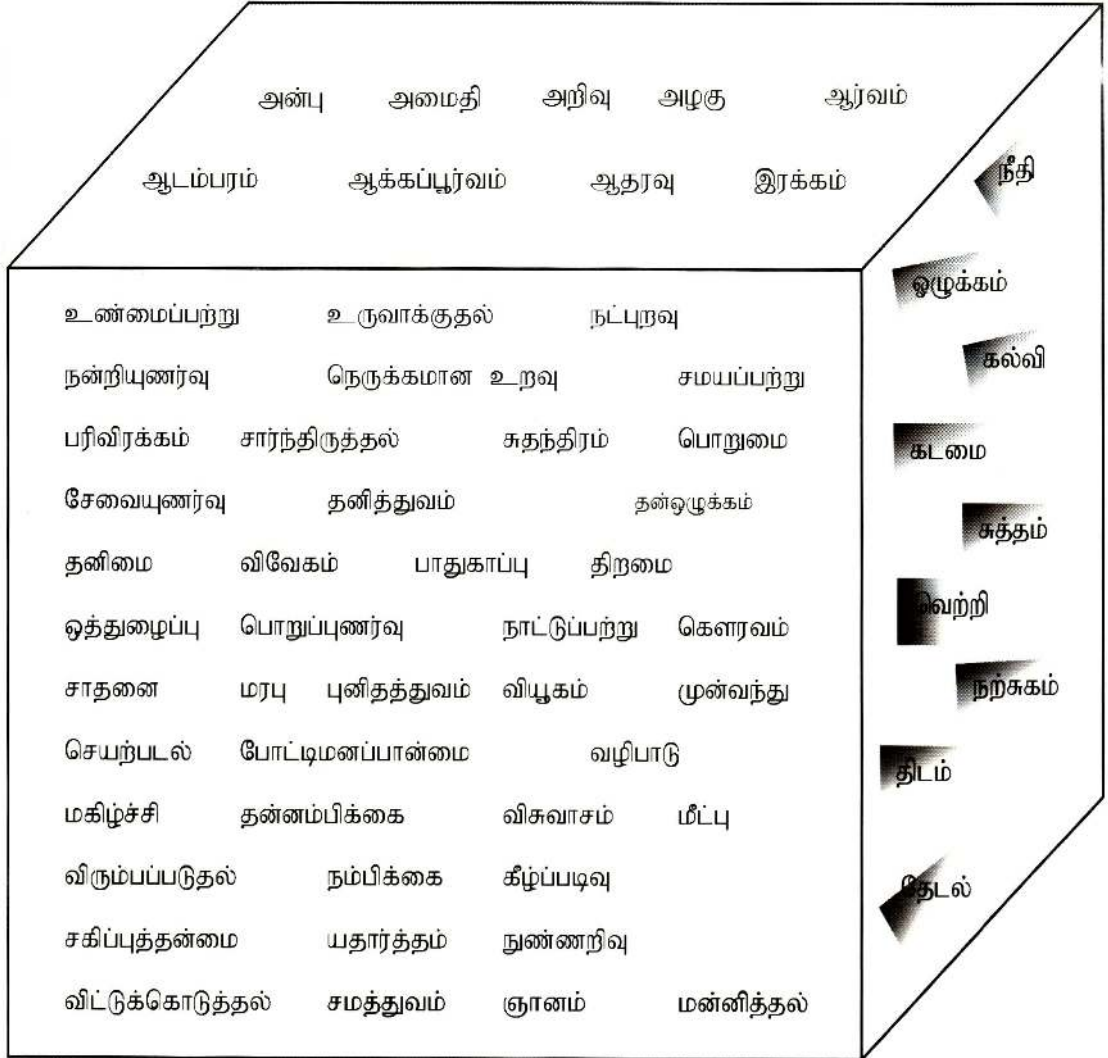 அன்பு அமைதி அறிவு அழகு ஆர்வம்
ஆடம்பரம் ஆக்கப்பூர்வம் ஆதரவு இரக்கம்
உண்மைப்பற்று உருவாக்குதல் நட்புறவு
நன்றியுணர்வு நெருக்கமான உறவு சமயப்பற்று
பரிவிரக்கம் சார்ந்திருத்தல் சுதந்திரம் பொறுமை
சேவையுணர்வு தனித்துவம் தன்ஒழுக்கம்
தனிமை விவேகம் பாதுகாப்பு திறமை
ஒத்துழைப்பு பொறுப்புணர்வு நாட்டுப்பற்று கௌரவம்
சாதனை மரபு புனிதத்துவம் வியூகம் முன்வந்து
செயற்படல் போட்டிமனப்பான்மை வழிபாடு
மகிழ்ச்சி தன்னம்பிக்கை விசுவாசம் மீட்பு
விரும்பப்படுதல் நம்பிக்கை கீழ்ப்படிவு
சகிப்புத்தன்மை யதார்த்தம் நுண்ணறிவு
விட்டுக்கொடுத்தல் சமத்துவம் ஞானம் மன்னித்தல்
நீதி
ஒழுக்கம்
கல்வி
கடமை
சுத்தம்
வெற்றி
நற்சுகம்
திடம்
தேடல்